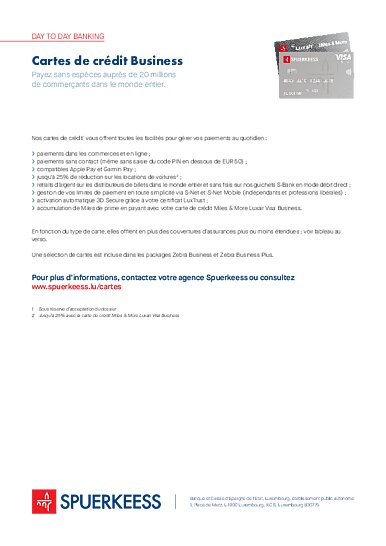 DAY TO DAY BANKING
Cartes de crédit Business
Payez sans espèces auprès de 20 millions
de commerçants dans le monde entier.
Luxair Miles & More
SPUERKEESS
VISA
Nos cartes de crédit¹ vous offrent toutes les facilités pour gérer vos paiements au quotidien :
paiements dans les commerces et en ligne ;
paiements sans contact (même sans saisie du code PIN en dessous de EUR 50) ;
compatibles Apple Pay et Garmin Pay ;
jusqu'à 25% de réduction sur les locations de voitures² ;
retraits d'argent sur les distributeurs de billets dans le monde entier et sans frais sur nos guichets S-Bank en mode débit direct ;
gestion de vos limites de paiement en toute simplicité via S-Net et S-Net Mobile (indépendants et professions libérales) ;
activation automatique 3D Secure grâce à votre certificat LuxTrust ;
accumulation de Miles de prime en payant avec votre carte de crédit Miles & More Luxair Visa Business.
En fonction du type de carte, elles offrent en plus des couvertures d'assurances plus ou moins étendues ; voir tableau au
verso.
Une sélection de cartes est incluse dans les packages Zebra Business et Zebra Business Plus.
Pour plus d'informations, contactez votre agence Spuerkeess ou consultez
www.spuerkeess.lu/cartes
1 Sous réserve d'acceptation du dossier
2 Jusqu'à 25% avec la carte de crédit Miles & More Luxair Visa Business
SPUERKEESS
Banque et Caisse d'Epargne de l'Etat, Luxembourg, établissement public autonome
1, Place de Metz, L-1930 Luxembourg, R.C.S. Luxembourg B30775